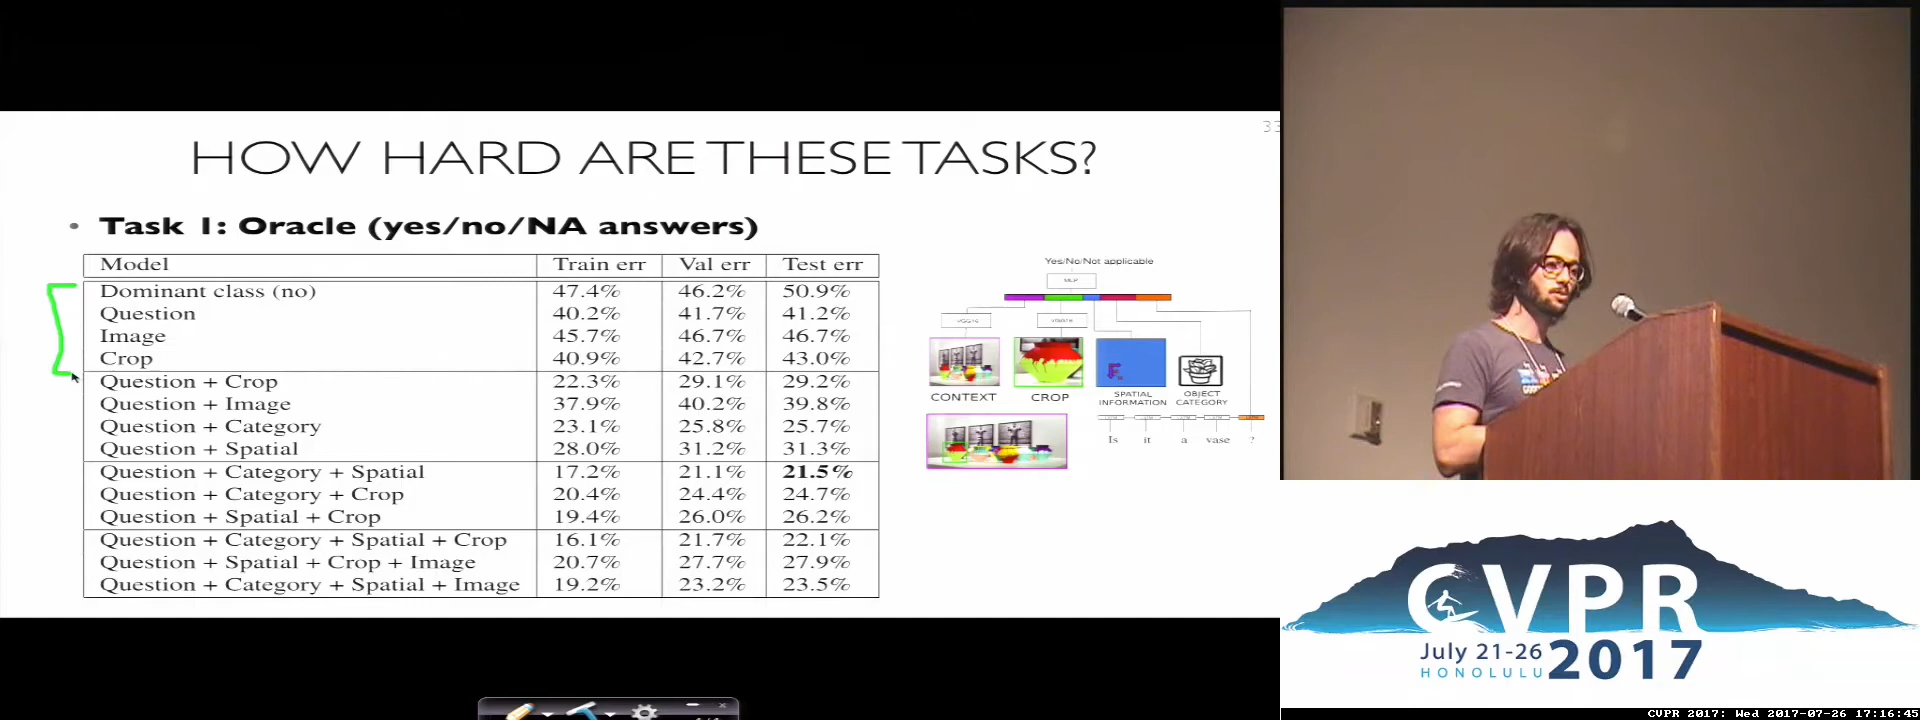 33
HOW HARD ARE THESE TASKS?
• Task 1: Oracle (yes/no/NA answers)
Model Train err Val err Test err
Dominant class (no) 47.4% 46.2% 50.9%
Question 40.2% 41.7% 41.2%
Image 45.7% 46.7% 46.7%
Crop 40.9% 42.7% 43.0%
Question + Crop 22.3% 29.1% 29.2%
Question + Image 37.9% 40.2% 39.8%
Question + Category 23.1% 25.8% 25.7%
Question + Spatial 28.0% 31.2% 31.3%
Question + Category + Spatial 17.2% 21.1% 21.5%
Question + Category + Crop 20.4% 24.4% 24.7%
Question + Spatial + Crop 19.4% 26.0% 26.2%
Question + Category + Spatial + Crop 16.1% 21.7% 22.1%
Question + Spatial + Crop + Image 20.7% 27.7% 27.9%
Question + Category + Spatial + Image 19.2% 23.2% 23.5%
Yes/No/Not applicable
MLP
VGG16
CONTEXT
CROP
SPATIAL
INFORMATION
OBJECT
CATEGORY
Is it a vase ?
CVPR
July 21-26
HONOLULU
2017
CVPR 2017: Wed 2017-07-26 17:16:45